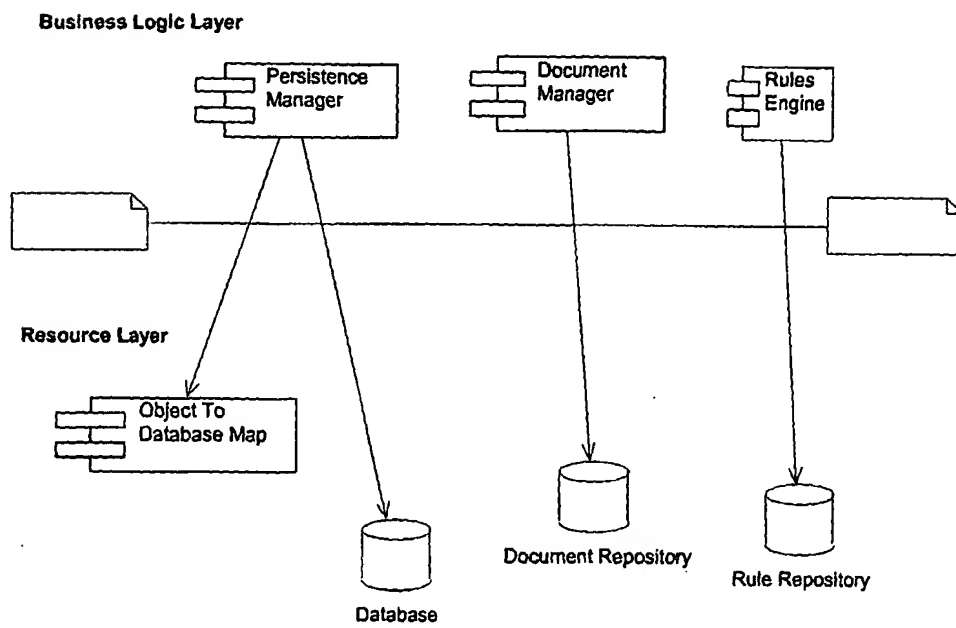 Business Logic Layer
Persistence
Manager
Document
Manager
Rules
Engine
Resource Layer
Object To
Database Map
Document Repository
Rule Repository
Database